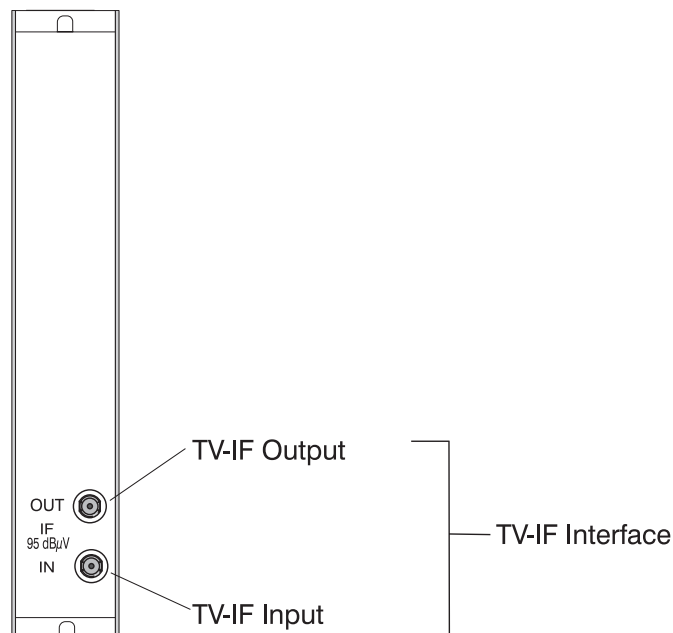 TV-IF Output
OUT
IF
95 dBµV
TV-IF Interface
IN
TV-IF Input